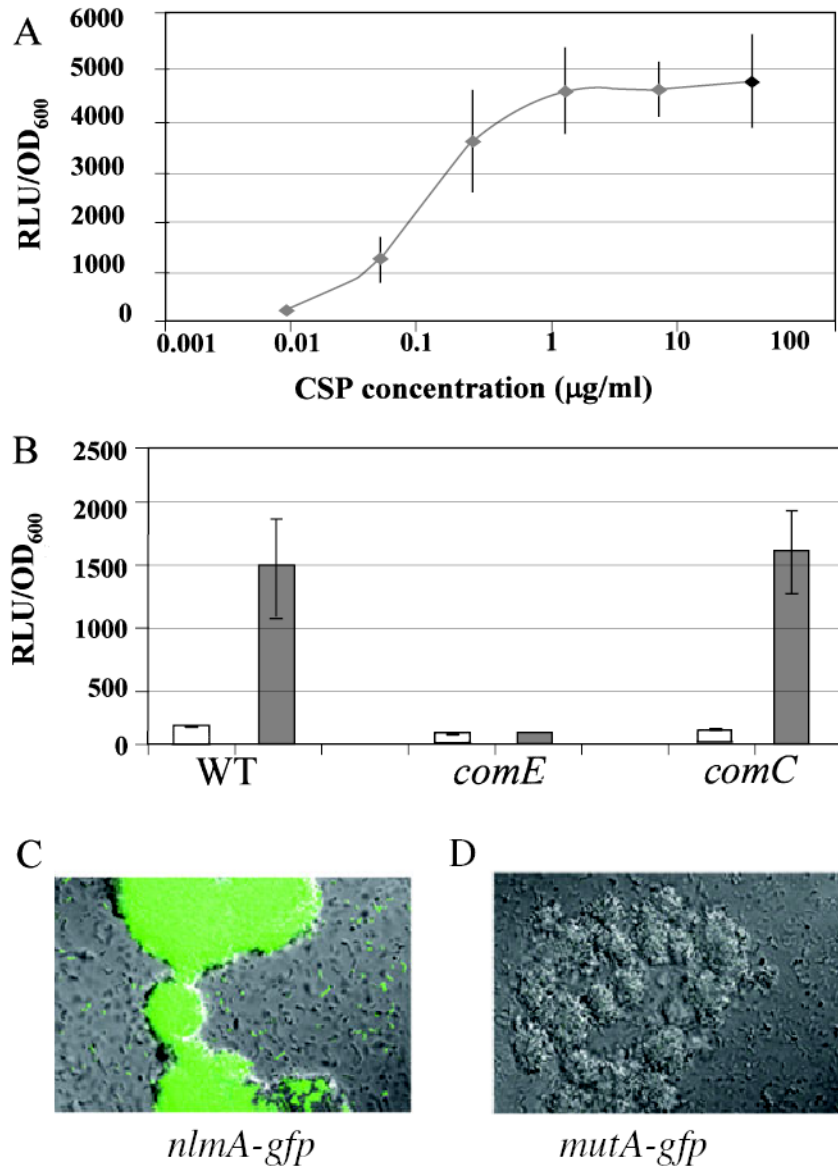 A
6000
5000
4000
3000
2000
1000
0
RLU/OD600
0.001 0.01 0.1 1 10 100
CSP concentration (μg/ml)
B
2500
2000
1500
1000
500
0
RLU/OD600
WT comE comC
C D
nlmA-gfp mutA-gfp